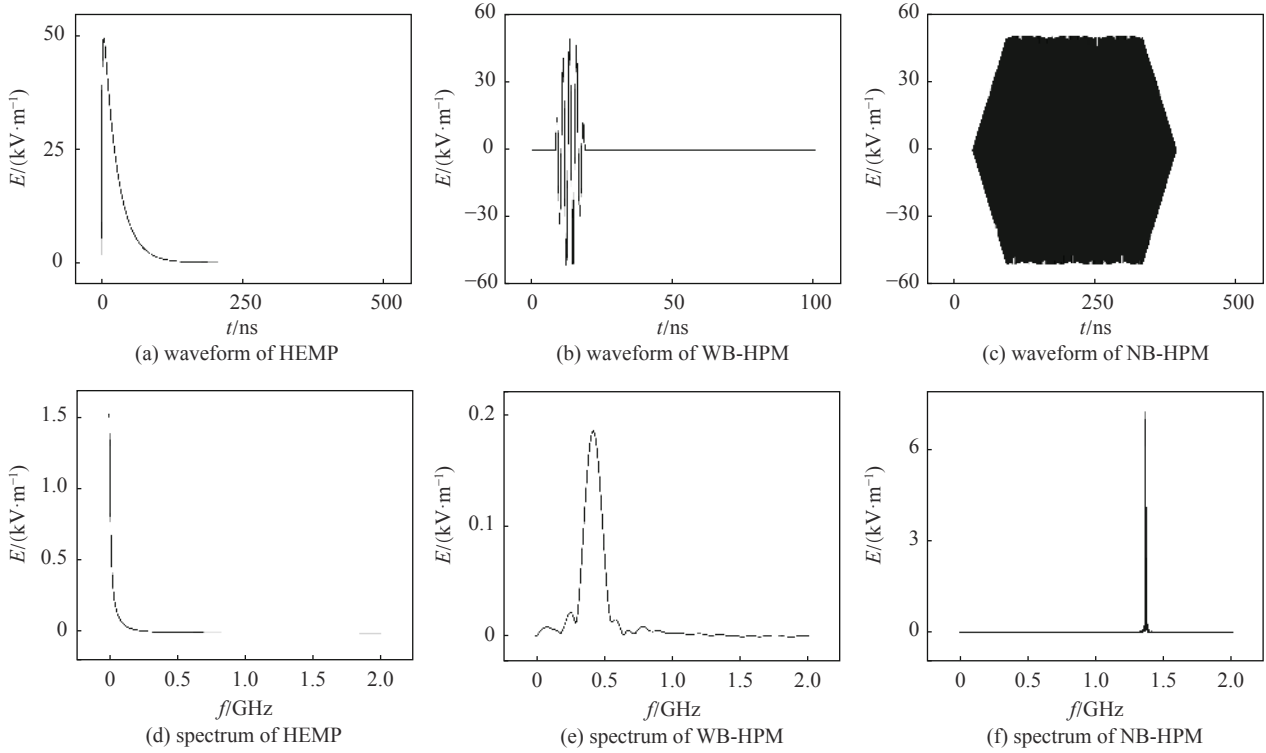 50
25
0
E/(kV·m⁻¹)
0
250
500
t/ns
(a) waveform of HEMP
60
30
0
−30
−60
E/(kV·m⁻¹)
0
50
100
t/ns
(b) waveform of WB-HPM
60
30
0
−30
−60
E/(kV·m⁻¹)
0
250
500
t/ns
(c) waveform of NB-HPM
1.5
1.0
0.5
0
E/(kV·m⁻¹)
0
0.5
1.0
1.5
2.0
f/GHz
(d) spectrum of HEMP
0.2
0.1
0
E/(kV·m⁻¹)
0
0.5
1.0
1.5
2.0
f/GHz
(e) spectrum of WB-HPM
6
3
0
E/(kV·m⁻¹)
0
0.5
1.0
1.5
2.0
f/GHz
(f) spectrum of NB-HPM